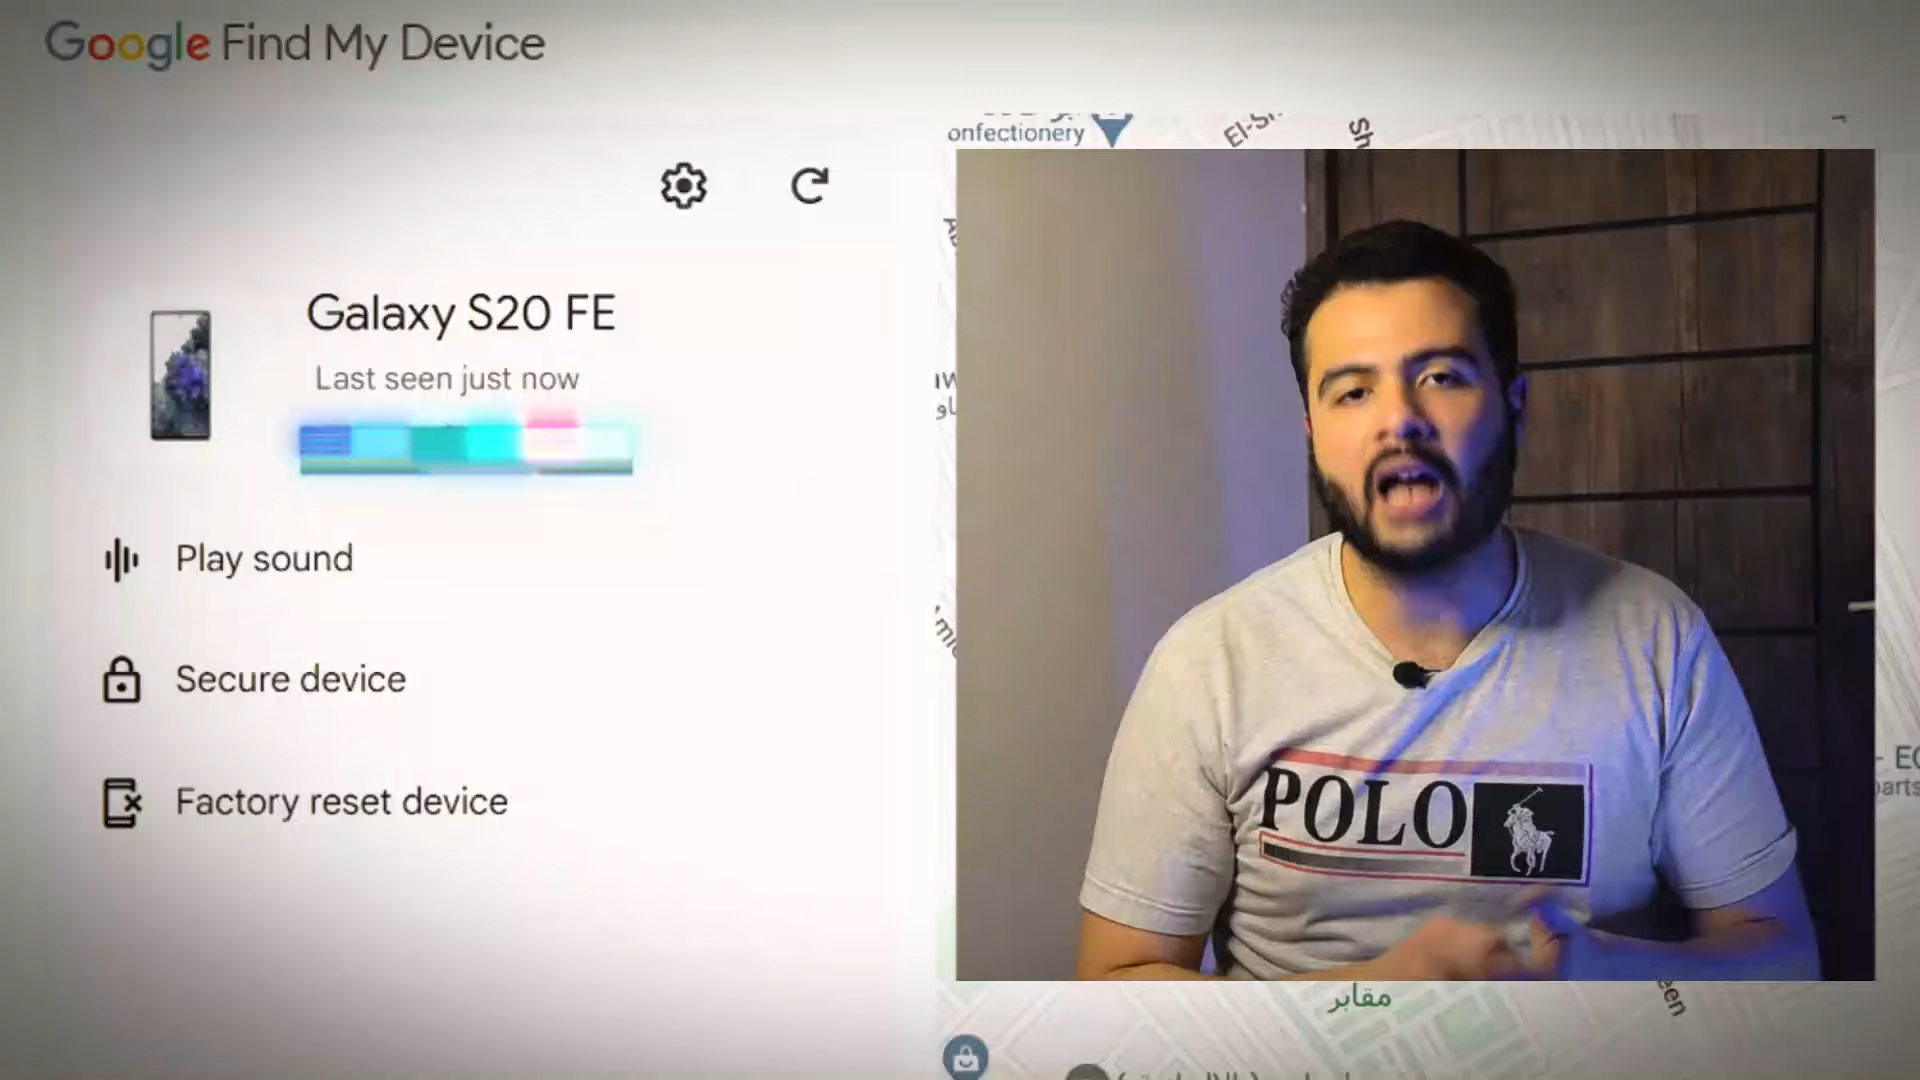 Google Find My Device
onfectionery
Galaxy S20 FE
Last seen just now
Play sound
Secure device
Factory reset device
POLO
مقابر
een